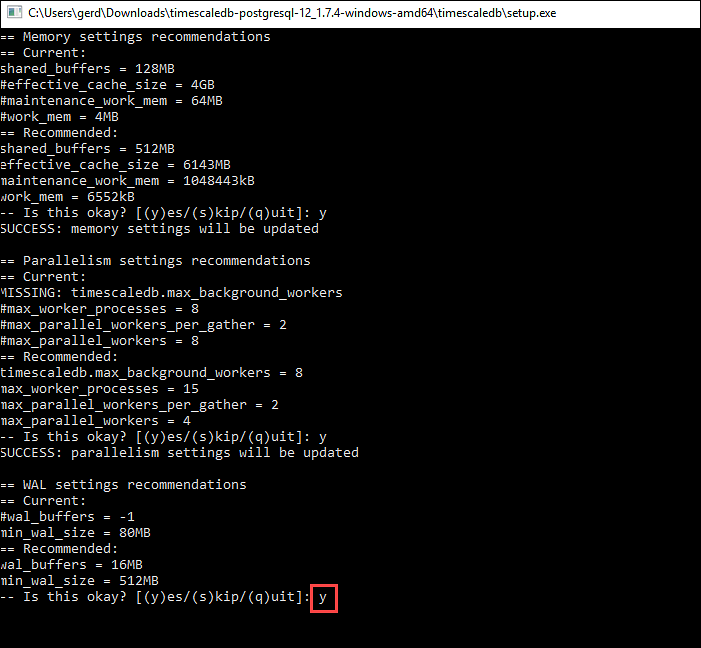 C:\Users\gerd\Downloads\timescaledb-postgresql-12_1.7.4-windows-amd64\timescaledb\setup.exe
== Memory settings recommendations
== Current:
shared_buffers = 128MB
#effective_cache_size = 4GB
#maintenance_work_mem = 64MB
#work_mem = 4MB
== Recommended:
shared_buffers = 512MB
effective_cache_size = 6143MB
maintenance_work_mem = 1048443kB
work_mem = 6552kB
-- Is this okay? [(y)es/(s)kip/(q)uit]: y
SUCCESS: memory settings will be updated
== Parallelism settings recommendations
== Current:
MISSING: timescaledb.max_background_workers
#max_worker_processes = 8
#max_parallel_workers_per_gather = 2
#max_parallel_workers = 8
== Recommended:
timescaledb.max_background_workers = 8
max_worker_processes = 15
max_parallel_workers_per_gather = 2
max_parallel_workers = 4
-- Is this okay? [(y)es/(s)kip/(q)uit]: y
SUCCESS: parallelism settings will be updated
== WAL settings recommendations
== Current:
#wal_buffers = -1
min_wal_size = 80MB
== Recommended:
wal_buffers = 16MB
min_wal_size = 512MB
-- Is this okay? [(y)es/(s)kip/(q)uit]: y